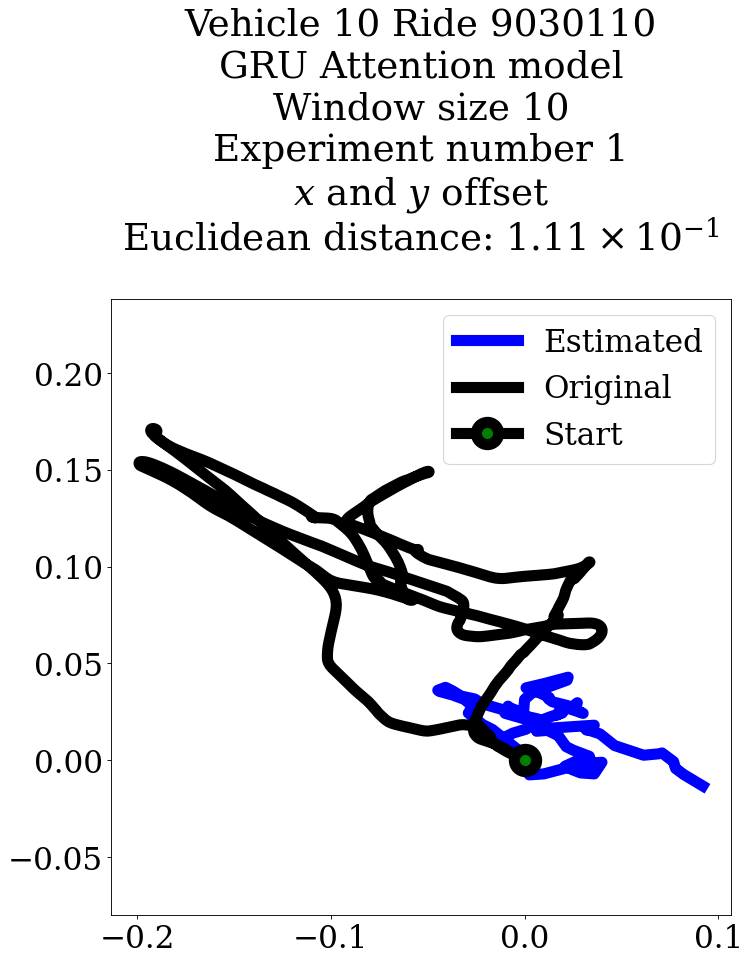 Vehicle 10 Ride 9030110
GRU Attention model
Window size 10
Experiment number 1
x and y offset
Euclidean distance: 1.11 × 10⁻¹
Estimated
Original
Start
0.20
0.15
0.10
0.05
0.00
−0.05
−0.2 −0.1 0.0 0.1